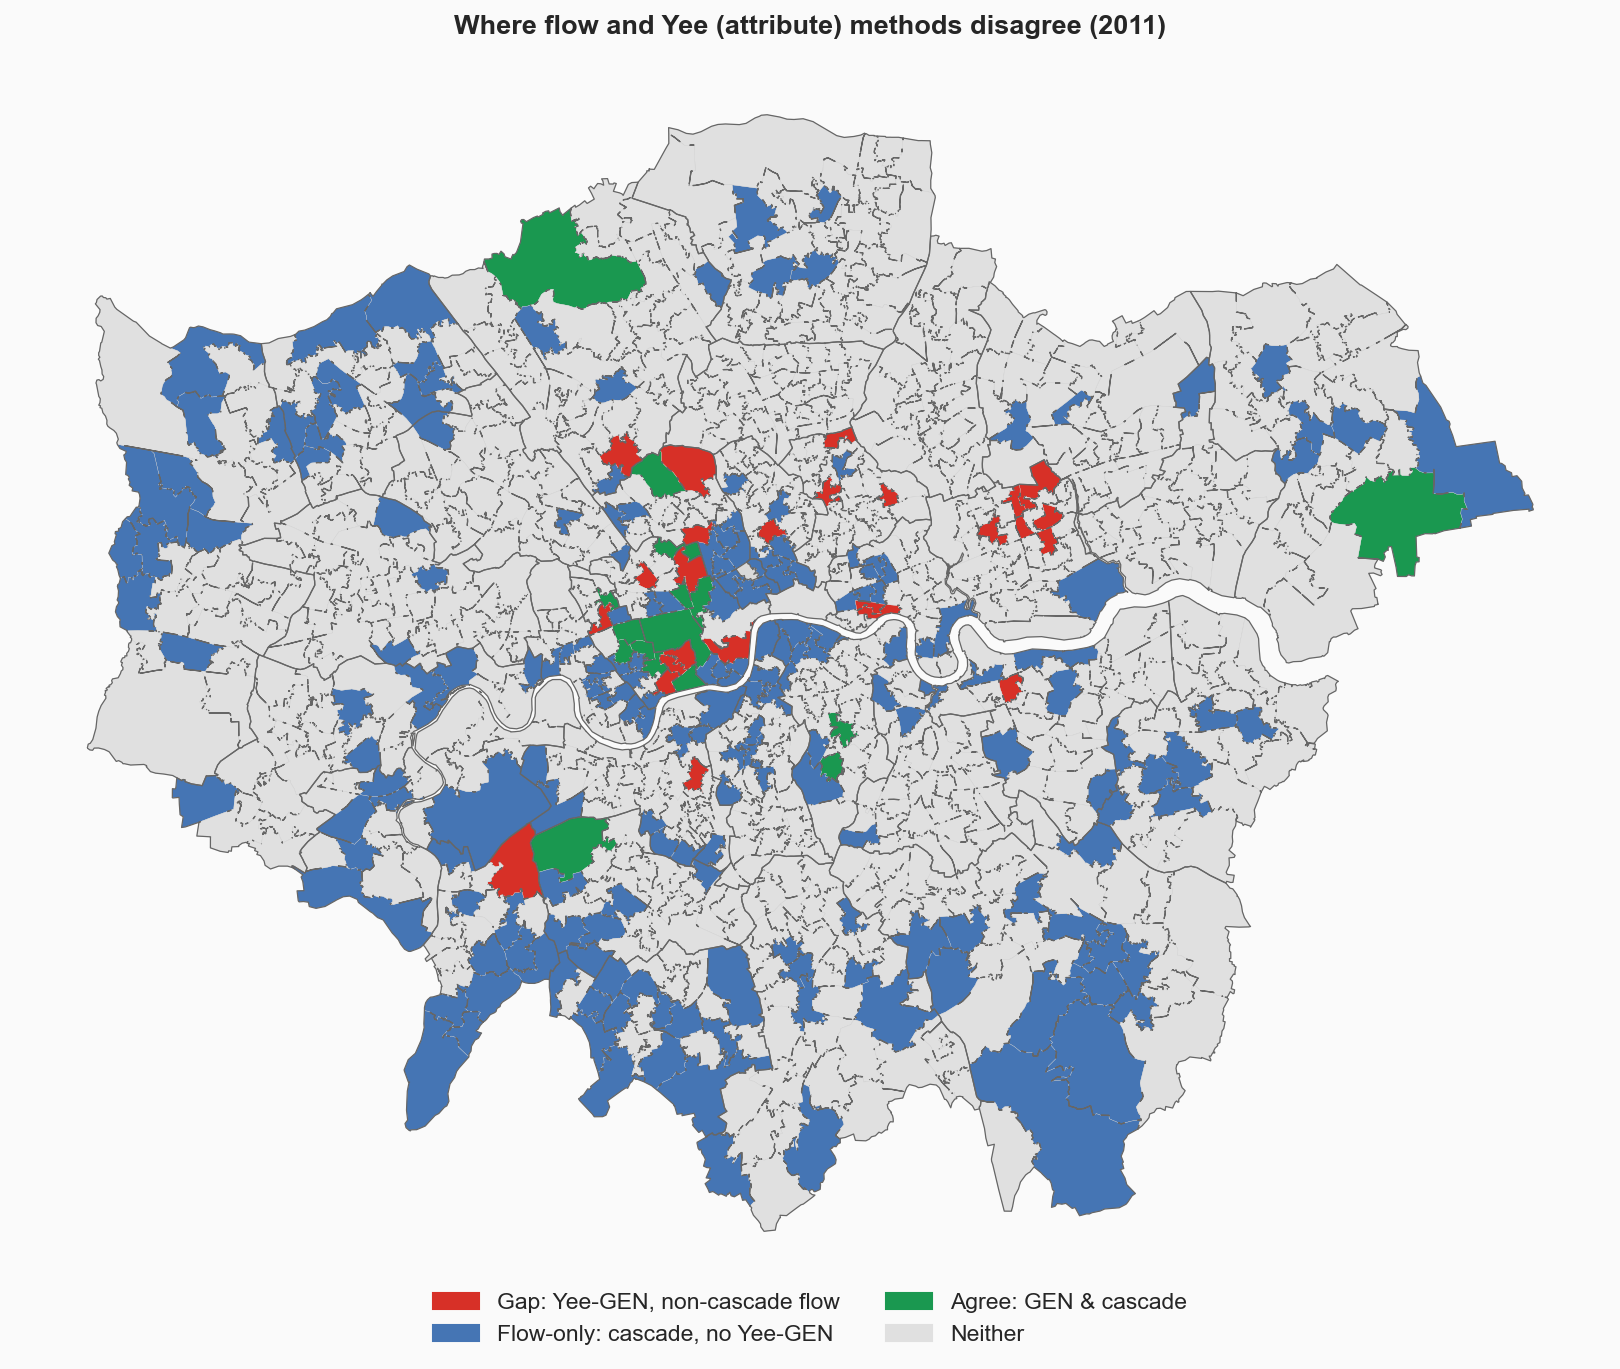 Where flow and Yee (attribute) methods disagree (2011)
Gap: Yee-GEN, non-cascade flow
Flow-only: cascade, no Yee-GEN
Agree: GEN & cascade
Neither